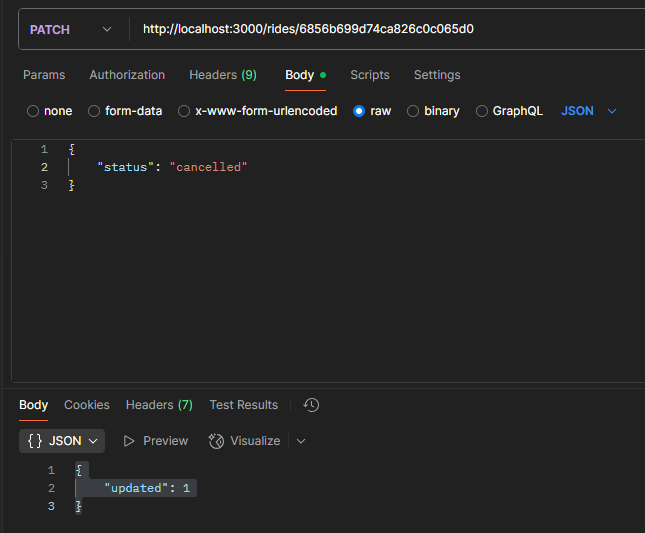 PATCH http://localhost:3000/rides/6856b699d74ca826c0c065d0
Params Authorization Headers (9) Body Scripts Settings
none form-data x-www-form-urlencoded raw binary GraphQL JSON
1 {
2 "status": "cancelled"
3 }
Body Cookies Headers (7) Test Results
{} JSON Preview Visualize
1 {
2 "updated": 1
3 }